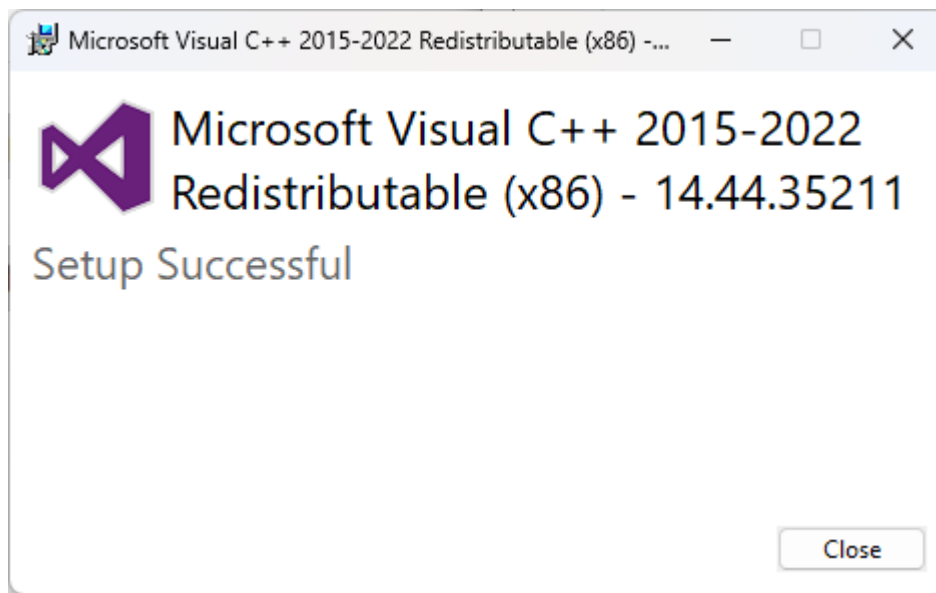 Microsoft Visual C++ 2015-2022 Redistributable (x86) -...
Microsoft Visual C++ 2015-2022
Redistributable (x86) - 14.44.35211
Setup Successful
Close